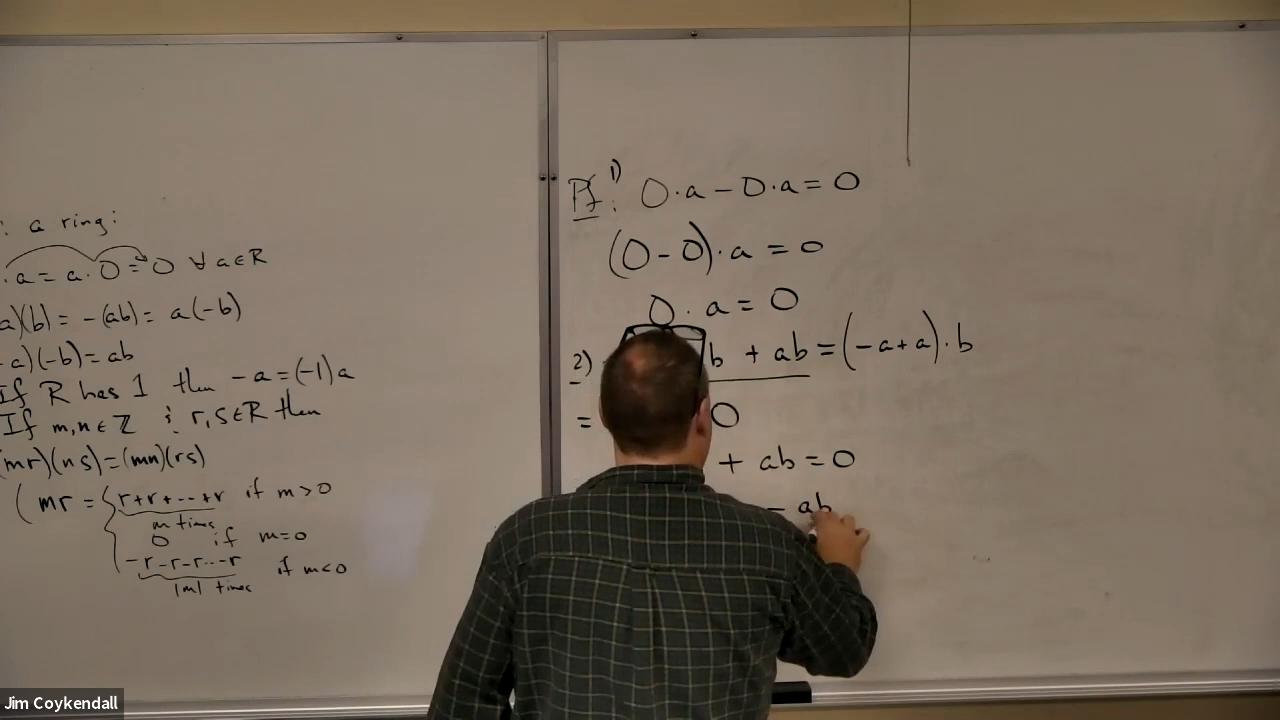 : a ring:
. a = a · 0 = 0 ∀ a ∈ R
a)(b) = -(ab) = a(-b)
-a)(-b) = ab
If R has 1 then -a = (-1)a
If m, n ∈ ℤ & r, s ∈ R then
(mr)(ns) = (mn)(rs)
( mr = { r + r + ... + r if m > 0
m times
0 if m = 0
-r - r - r ... - r if m < 0
|m| times
Pf: 1) 0 · a - 0 · a = 0
(0 - 0) · a = 0
0 · a = 0
2) b + ab = (-a + a) · b
= 0
+ ab = 0
- ab
Jim Coykendall